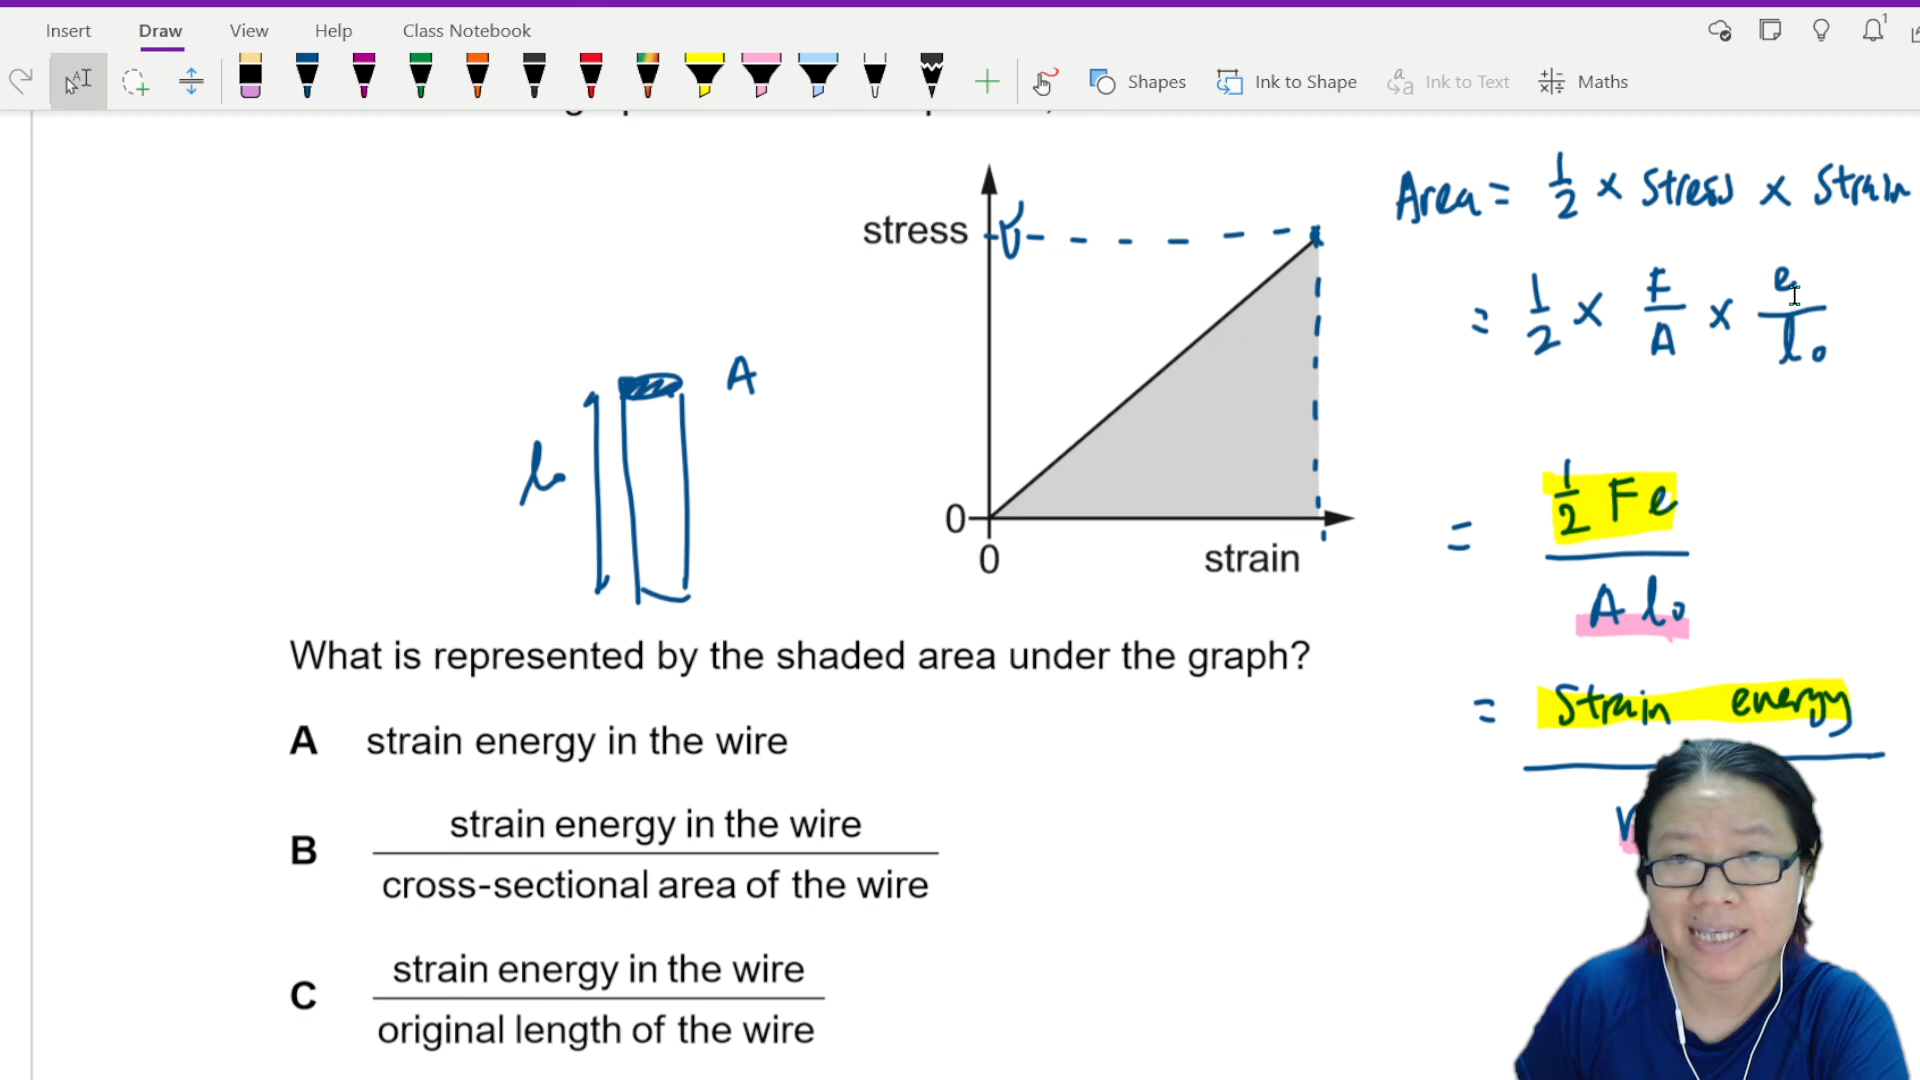 Insert Draw View Help Class Notebook
1
Shapes Ink to Shape Ink to Text Maths
stress σ
0
0
strain
A
l₀
Area = 1/2 × Stress × Strain
= 1/2 × F/A × e/l₀
= 1/2 Fe / A l₀
= Strain energy
What is represented by the shaded area under the graph?
A strain energy in the wire
B strain energy in the wire
cross-sectional area of the wire
C strain energy in the wire
original length of the wire